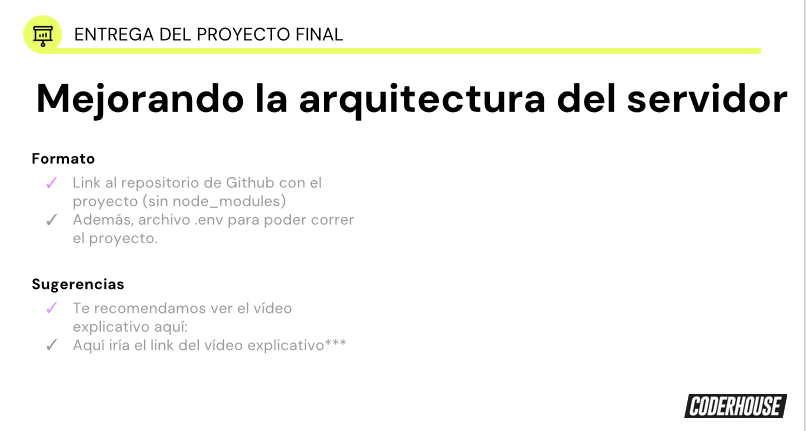 ENTREGA DEL PROYECTO FINAL
Mejorando la arquitectura del servidor
Formato
✓ Link al repositorio de Github con el
proyecto (sin node_modules)
✓ Además, archivo .env para poder correr
el proyecto.
Sugerencias
✓ Te recomendamos ver el vídeo
explicativo aquí:
✓ Aquí iría el link del vídeo explicativo***
CODERHOUSE